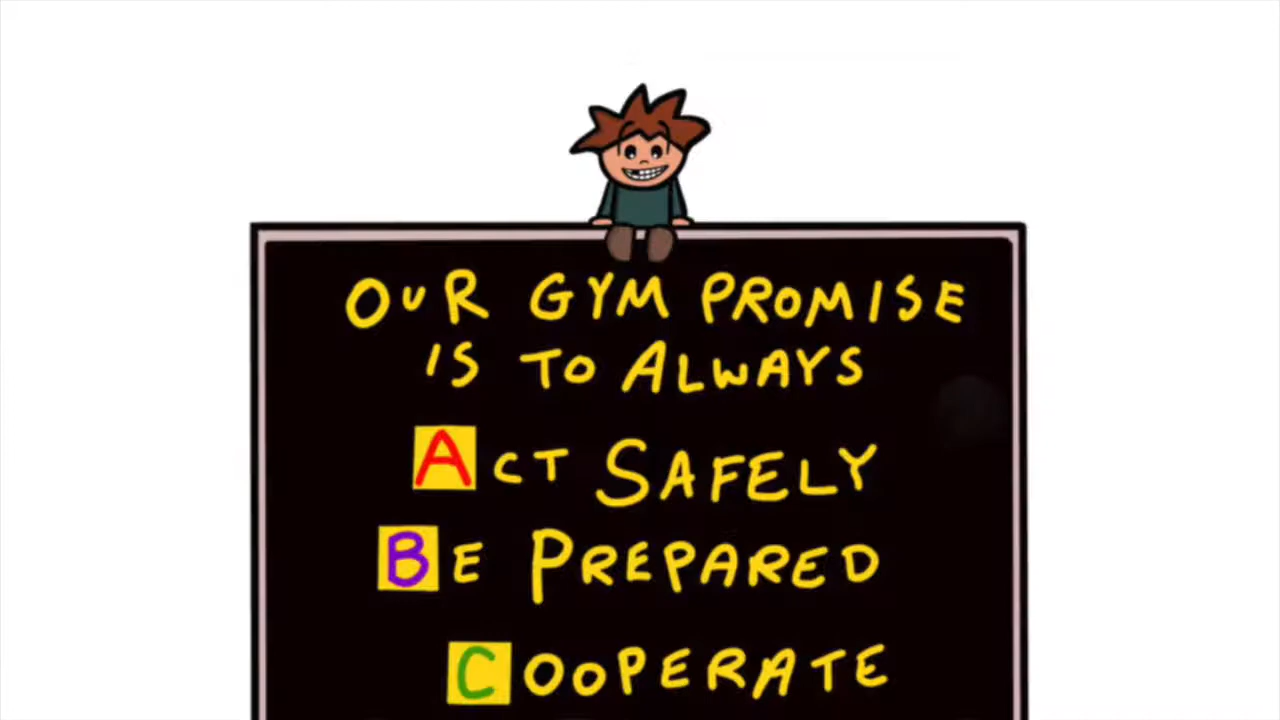 OUR GYM PROMISE
IS TO ALWAYS
ACT SAFELY
BE PREPARED
COOPERATE